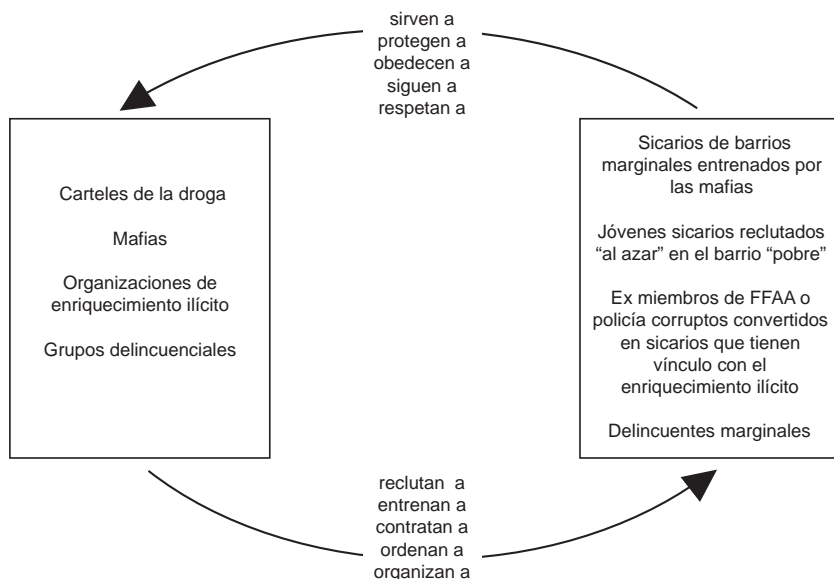 sirven a
protegen a
obedecen a
siguen a
respetan a
Carteles de la droga
Mafias
Organizaciones de
enriquecimiento ilícito
Grupos delincuenciales
Sicarios de barrios
marginales entrenados por
las mafias
Jóvenes sicarios reclutados
“al azar” en el barrio “pobre”
Ex miembros de FFAA o
policía corruptos convertidos
en sicarios que tienen
vínculo con el
enriquecimiento ilícito
Delincuentes marginales
reclutan a
entrenan a
contratan a
ordenan a
organizan a